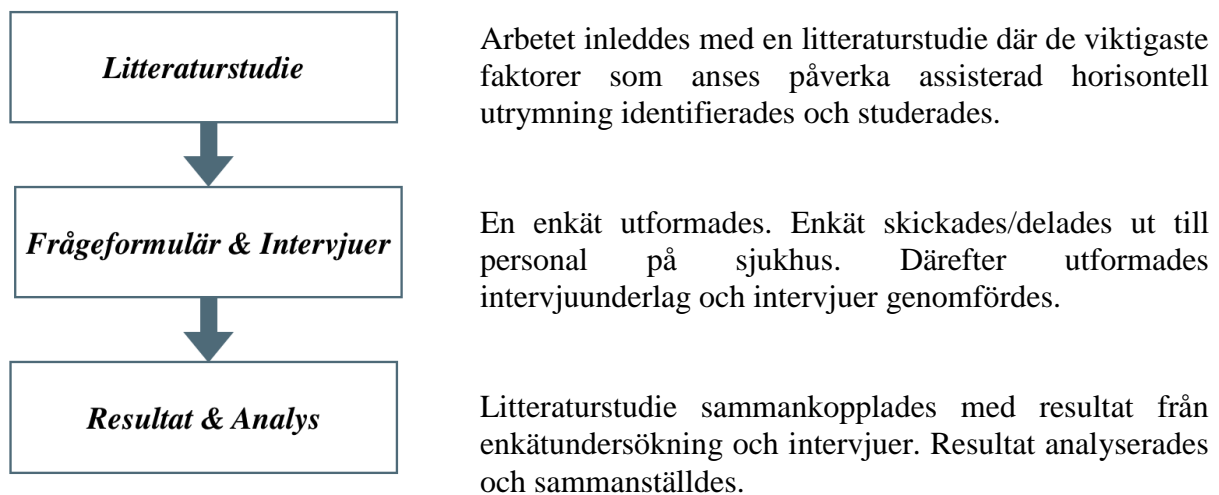 Litteraturstudie
Arbetet inleddes med en litteraturstudie där de viktigaste
faktorer som anses påverka assisterad horisontell
utrymning identifierades och studerades.
Frågeformulär & Intervjuer
En enkät utformades. Enkät skickades/delades ut till
personal på sjukhus. Därefter utformades
intervjuunderlag och intervjuer genomfördes.
Resultat & Analys
Litteraturstudie sammankopplades med resultat från
enkätundersökning och intervjuer. Resultat analyserades
och sammanställdes.